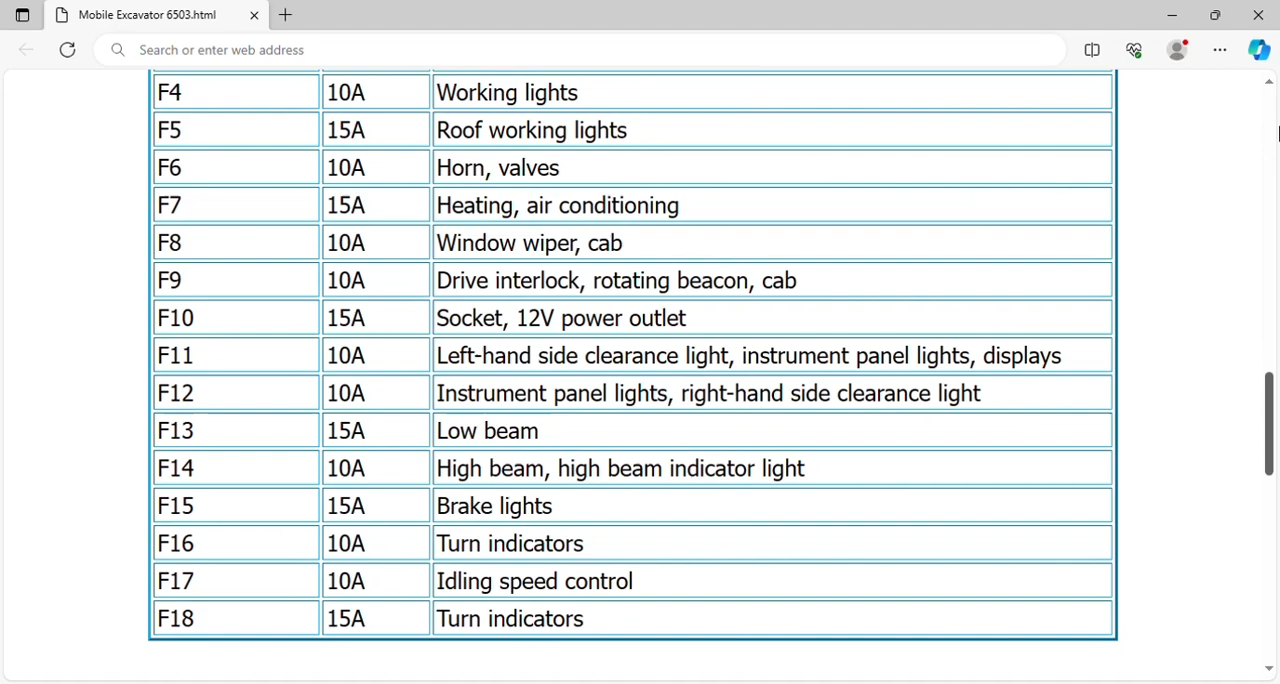 Mobile Excavator 6503.html
Search or enter web address
F4 10A Working lights
F5 15A Roof working lights
F6 10A Horn, valves
F7 15A Heating, air conditioning
F8 10A Window wiper, cab
F9 10A Drive interlock, rotating beacon, cab
F10 15A Socket, 12V power outlet
F11 10A Left-hand side clearance light, instrument panel lights, displays
F12 10A Instrument panel lights, right-hand side clearance light
F13 15A Low beam
F14 10A High beam, high beam indicator light
F15 15A Brake lights
F16 10A Turn indicators
F17 10A Idling speed control
F18 15A Turn indicators